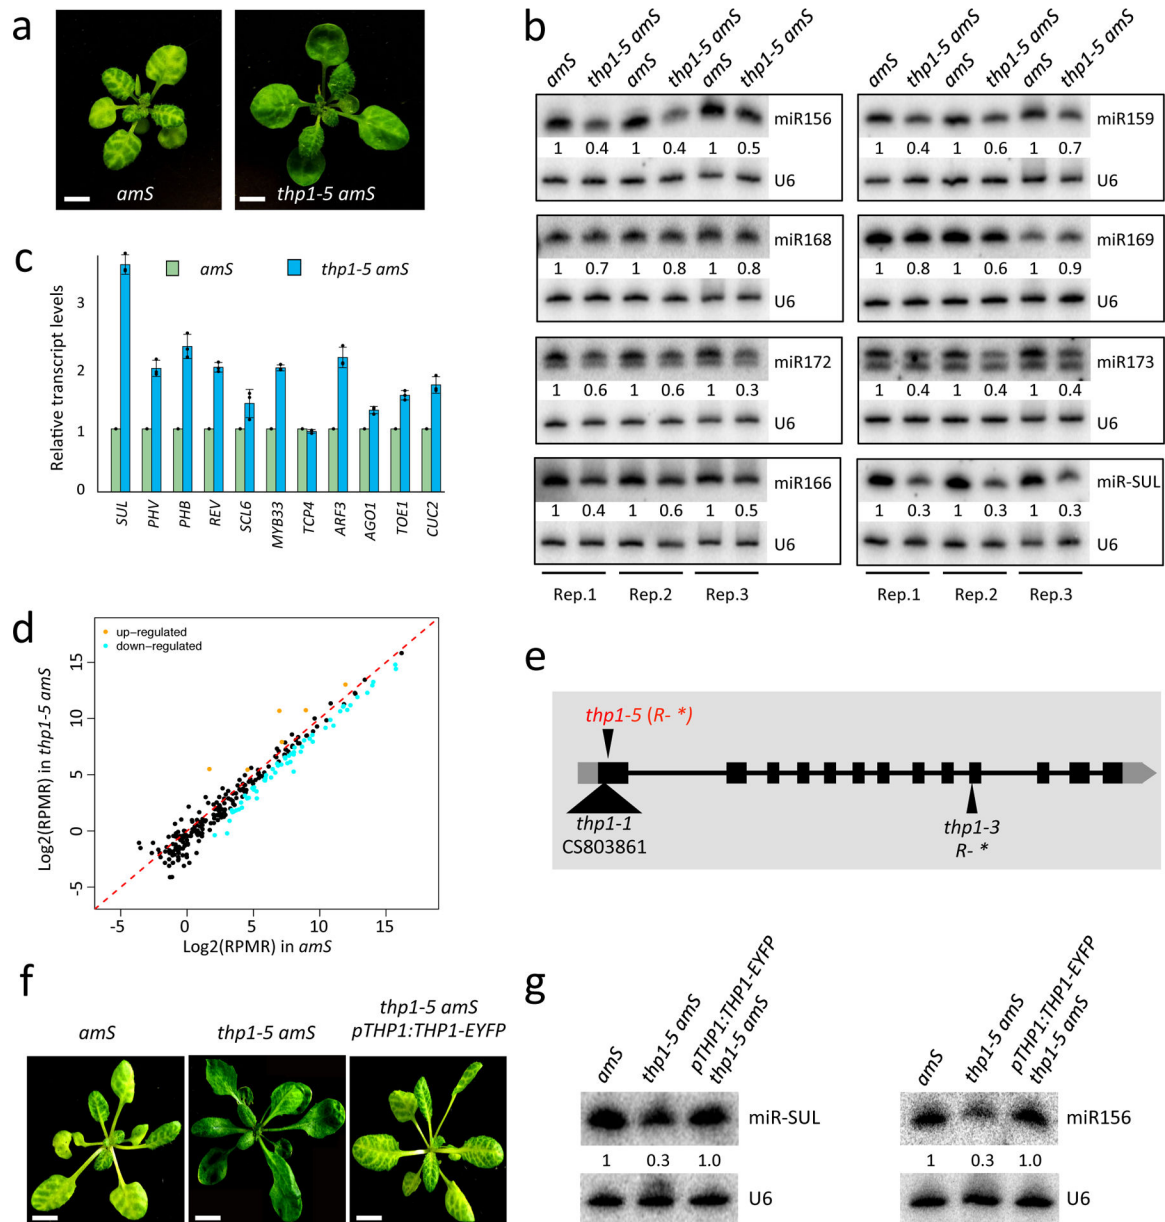 a
amS
thp1-5 amS
b
amS
thp1-5 amS
amS
thp1-5 amS
amS
thp1-5 amS
amS
thp1-5 amS
amS
thp1-5 amS
amS
thp1-5 amS
miR156
1 0.4 1 0.4 1 0.5
U6
miR159
1 0.4 1 0.6 1 0.7
U6
miR168
1 0.7 1 0.8 1 0.8
U6
miR169
1 0.8 1 0.6 1 0.9
U6
miR172
1 0.6 1 0.6 1 0.3
U6
miR173
1 0.4 1 0.4 1 0.4
U6
miR166
1 0.4 1 0.6 1 0.5
U6
miR-SUL
1 0.3 1 0.3 1 0.3
U6
Rep.1 Rep.2 Rep.3
Rep.1 Rep.2 Rep.3
c
amS
thp1-5 amS
Relative transcript levels
3
2
1
0
SUL
PHV
PHB
REV
SCL6
MYB33
TCP4
ARF3
AGO1
TOE1
CUC2
d
up-regulated
down-regulated
Log2(RPMR) in thp1-5 amS
15
10
5
0
-5
-5 0 5 10 15
Log2(RPMR) in amS
e
thp1-5 (R- *)
thp1-1
CS803861
thp1-3
R- *
f
amS
thp1-5 amS
thp1-5 amS
pTHP1:THP1-EYFP
g
amS
thp1-5 amS
pTHP1:THP1-EYFP
thp1-5 amS
miR-SUL
1 0.3 1.0
U6
amS
thp1-5 amS
pTHP1:THP1-EYFP
thp1-5 amS
miR156
1 0.3 1.0
U6